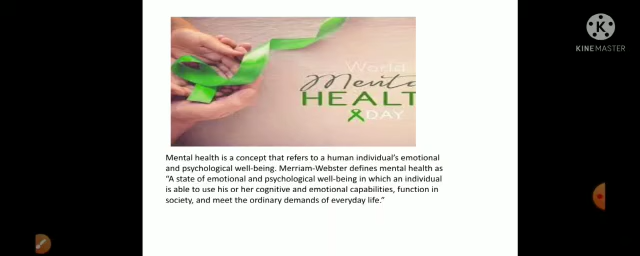 KINEMASTER
World
Mental
HEALT
DAY
Mental health is a concept that refers to a human individual's emotional
and psychological well-being. Merriam-Webster defines mental health as
"A state of emotional and psychological well-being in which an individual
is able to use his or her cognitive and emotional capabilities, function in
society, and meet the ordinary demands of everyday life."